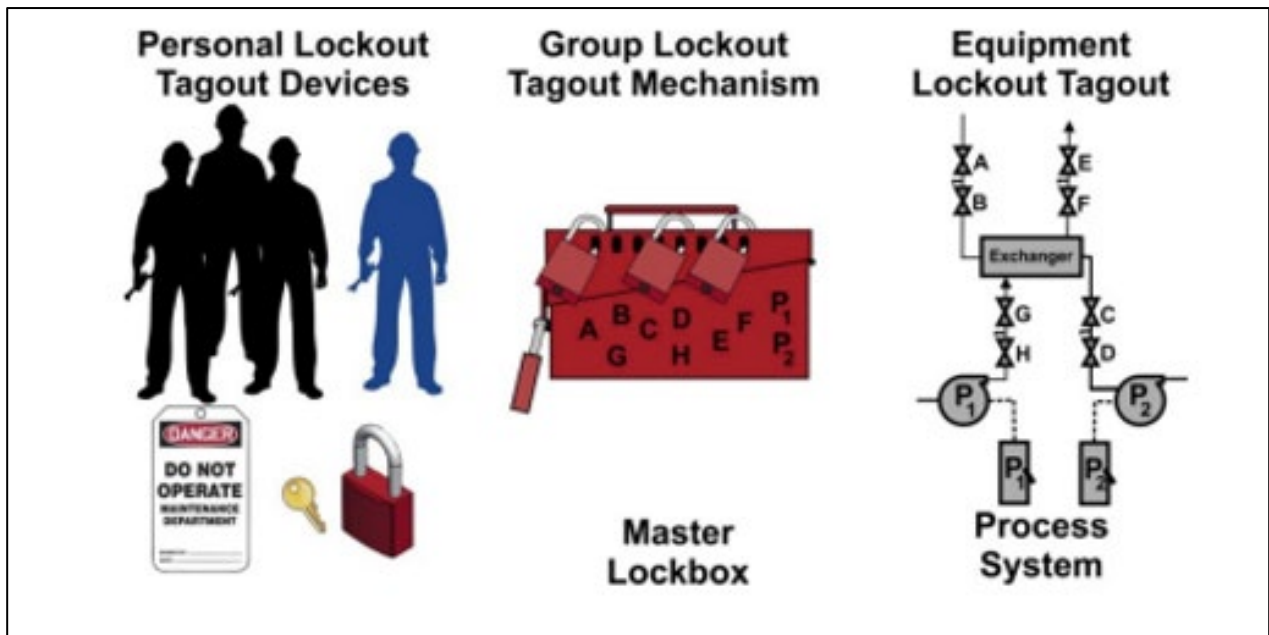 Personal Lockout
Tagout Devices
Group Lockout
Tagout Mechanism
Equipment
Lockout Tagout
A
E
B
F
Exchanger
G
C
H
D
P1
P2
P1
P2
A
B
C
D
E
F
P1
G
H
P2
DANGER
DO NOT
OPERATE
MAINTENANCE
DEPARTMENT
Master
Lockbox
Process
System